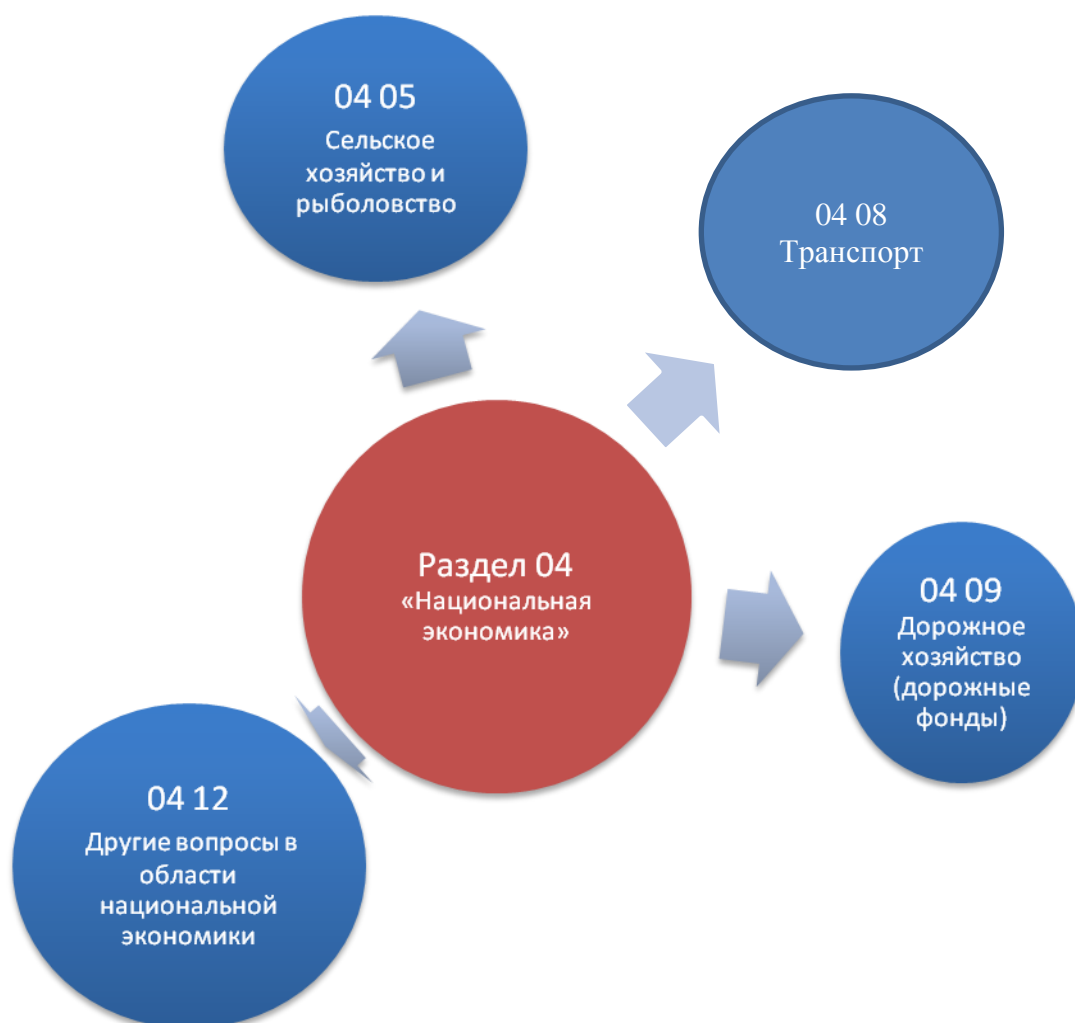 04 05
Сельское
хозяйство и
рыболовство
04 08
Транспорт
Раздел 04
«Национальная
экономика»
04 09
Дорожное
хозяйство
(дорожные
фонды)
04 12
Другие вопросы в
области
национальной
экономики